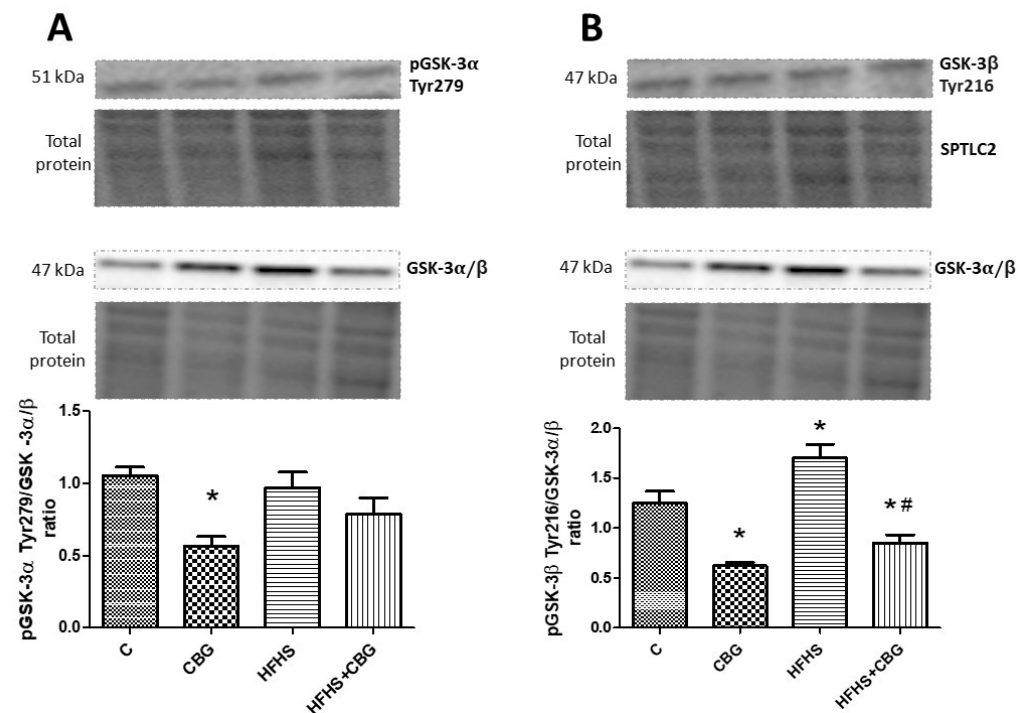 A
51 kDa
pGSK-3α
Tyr279
Total
protein
47 kDa
GSK-3α/β
Total
protein
pGSK-3α Tyr279/GSK -3α/β
ratio
1.5
1.0
0.5
0.0
*
C
CBG
HFHS
HFHS+CBG
B
47 kDa
GSK-3β
Tyr216
Total
protein
SPTLC2
47 kDa
GSK-3α/β
Total
protein
pGSK-3β Tyr216/GSK-3α/β
ratio
2.0
1.5
1.0
0.5
0.0
*
*
*#
C
CBG
HFHS
HFHS+CBG